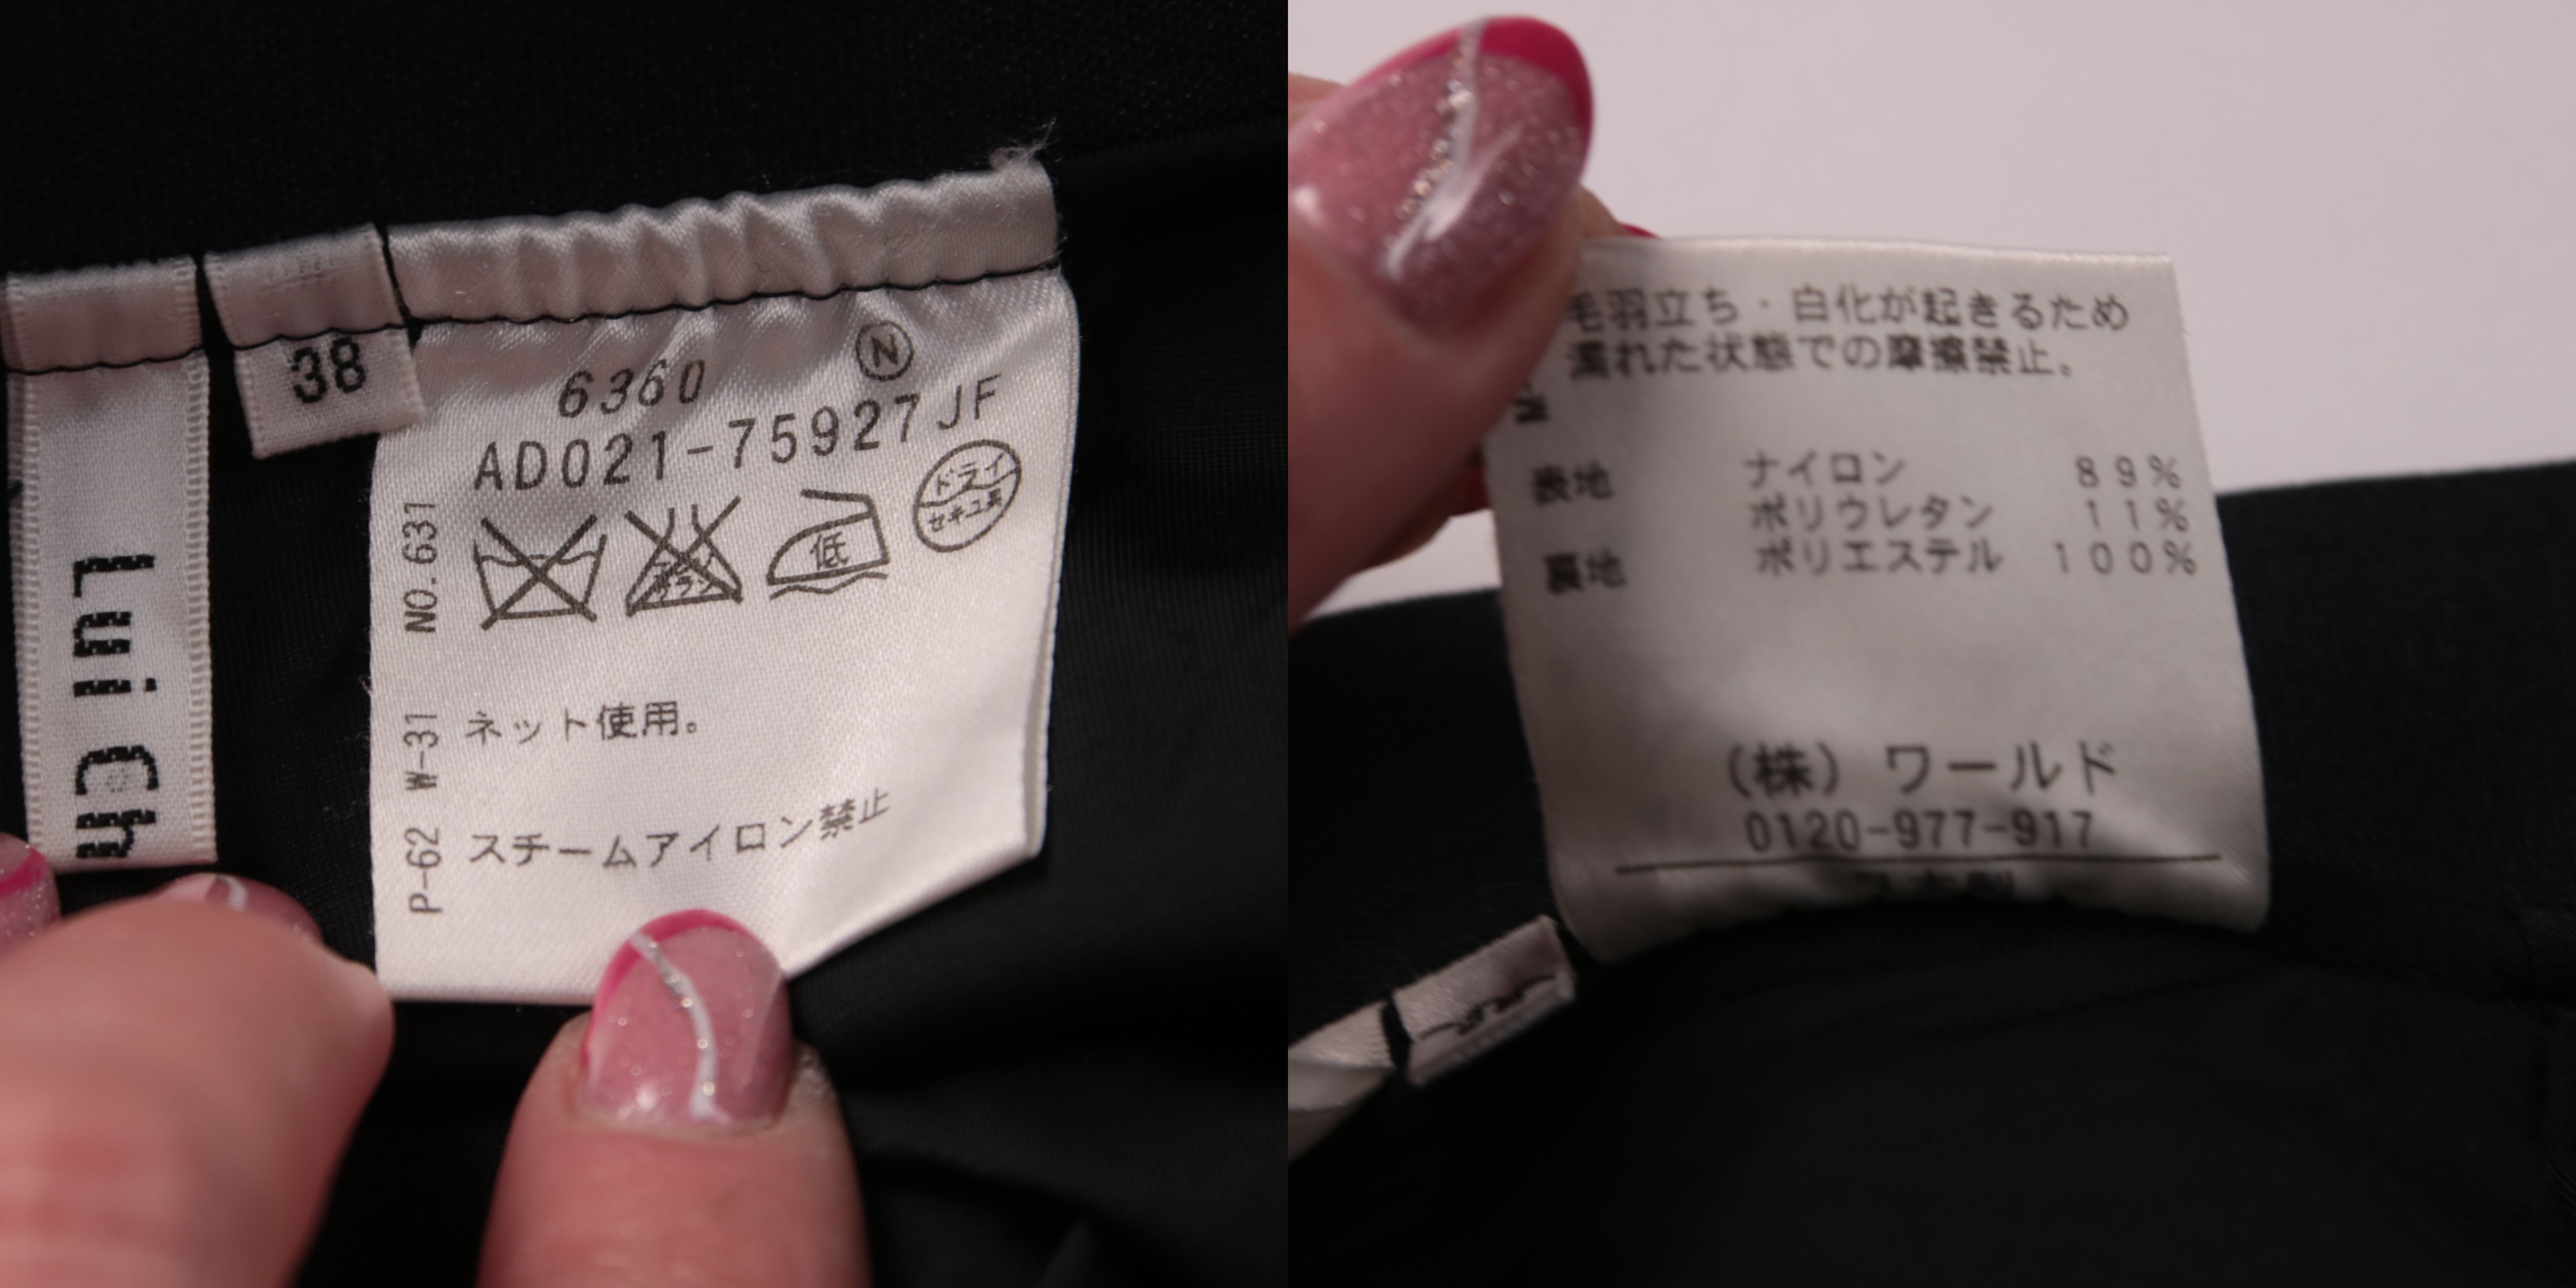 38
Lui Ch
6360 Ⓝ
AD021-75927JF
低
ドライ
セキユ系
NO.631
W-31
P-62
ネット使用。
スチームアイロン禁止
毛羽立ち・白化が起きるため
濡れた状態での摩擦禁止。
表地 ナイロン 89%
ポリウレタン 11%
裏地 ポリエステル 100%
(株) ワールド
0120-977-917